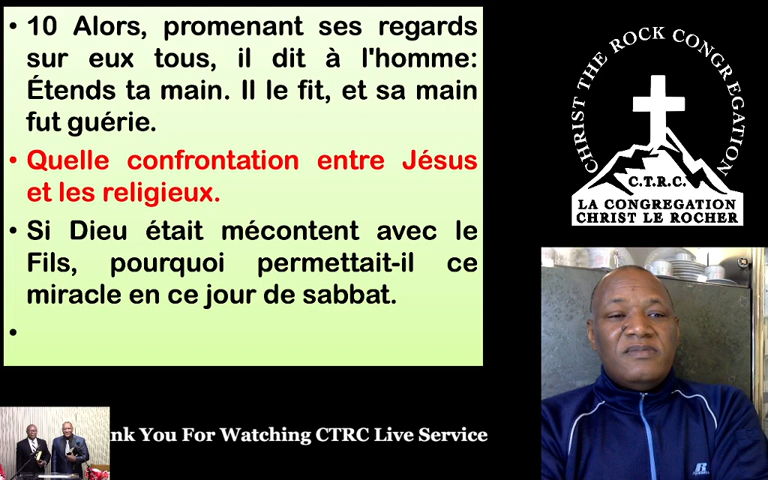 • 10 Alors, promenant ses regards
sur eux tous, il dit à l'homme:
Étends ta main. Il le fit, et sa main
fut guérie.
• Quelle confrontation entre Jésus
et les religieux.
• Si Dieu était mécontent avec le
Fils, pourquoi permettait-il ce
miracle en ce jour de sabbat.
•
CHRIST THE ROCK CONGREGATION
C.T.R.C.
LA CONGREGATION
CHRIST LE ROCHER
You For Watching CTRC Live Service
R